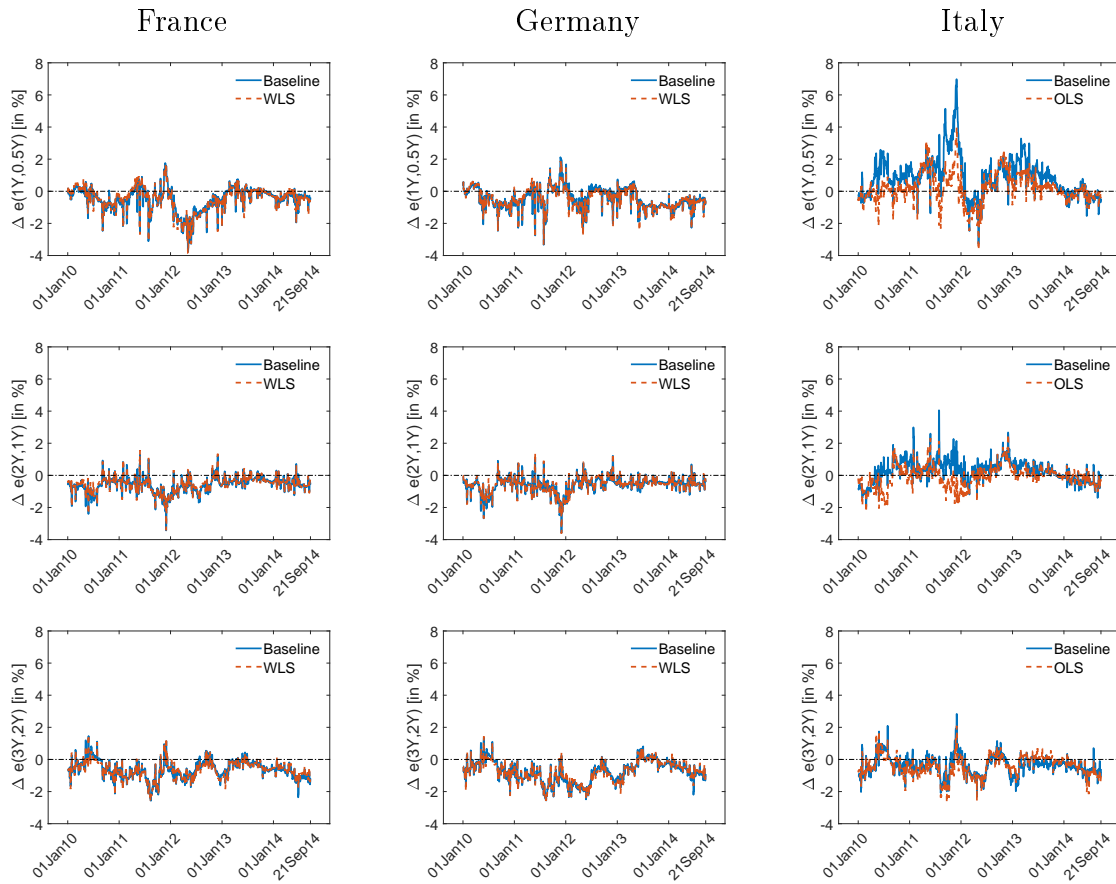 France
Germany
Italy
Δ e(1Y,0.5Y) [in %]
8
6
4
2
0
-2
-4
Baseline
WLS
01Jan10
01Jan11
01Jan12
01Jan13
01Jan14
21Sep14
Δ e(1Y,0.5Y) [in %]
8
6
4
2
0
-2
-4
Baseline
WLS
01Jan10
01Jan11
01Jan12
01Jan13
01Jan14
21Sep14
Δ e(1Y,0.5Y) [in %]
8
6
4
2
0
-2
-4
Baseline
OLS
01Jan10
01Jan11
01Jan12
01Jan13
01Jan14
21Sep14
Δ e(2Y,1Y) [in %]
8
6
4
2
0
-2
-4
Baseline
WLS
01Jan10
01Jan11
01Jan12
01Jan13
01Jan14
21Sep14
Δ e(2Y,1Y) [in %]
8
6
4
2
0
-2
-4
Baseline
WLS
01Jan10
01Jan11
01Jan12
01Jan13
01Jan14
21Sep14
Δ e(2Y,1Y) [in %]
8
6
4
2
0
-2
-4
Baseline
OLS
01Jan10
01Jan11
01Jan12
01Jan13
01Jan14
21Sep14
Δ e(3Y,2Y) [in %]
8
6
4
2
0
-2
-4
Baseline
WLS
01Jan10
01Jan11
01Jan12
01Jan13
01Jan14
21Sep14
Δ e(3Y,2Y) [in %]
8
6
4
2
0
-2
-4
Baseline
WLS
01Jan10
01Jan11
01Jan12
01Jan13
01Jan14
21Sep14
Δ e(3Y,2Y) [in %]
8
6
4
2
0
-2
-4
Baseline
OLS
01Jan10
01Jan11
01Jan12
01Jan13
01Jan14
21Sep14